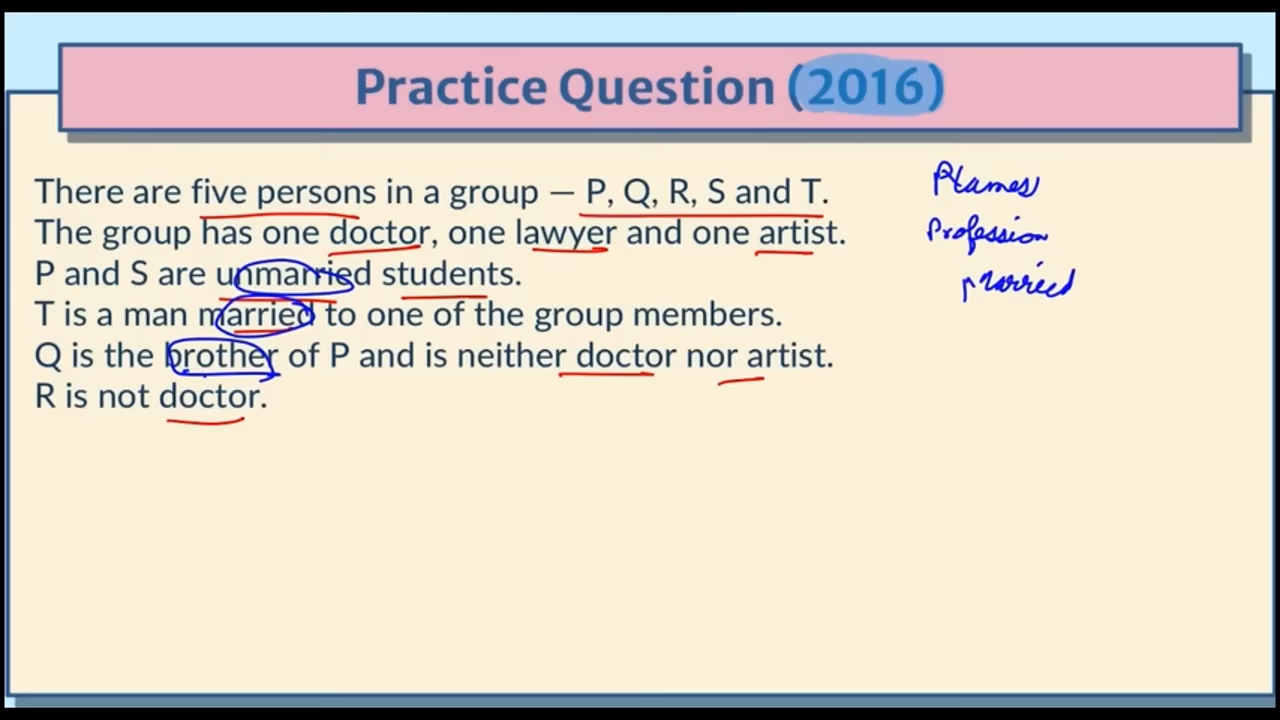 Practice Question (2016)
There are five persons in a group — P, Q, R, S and T.
The group has one doctor, one lawyer and one artist.
P and S are unmarried students.
T is a man married to one of the group members.
Q is the brother of P and is neither doctor nor artist.
R is not doctor.
Names
Profession
married